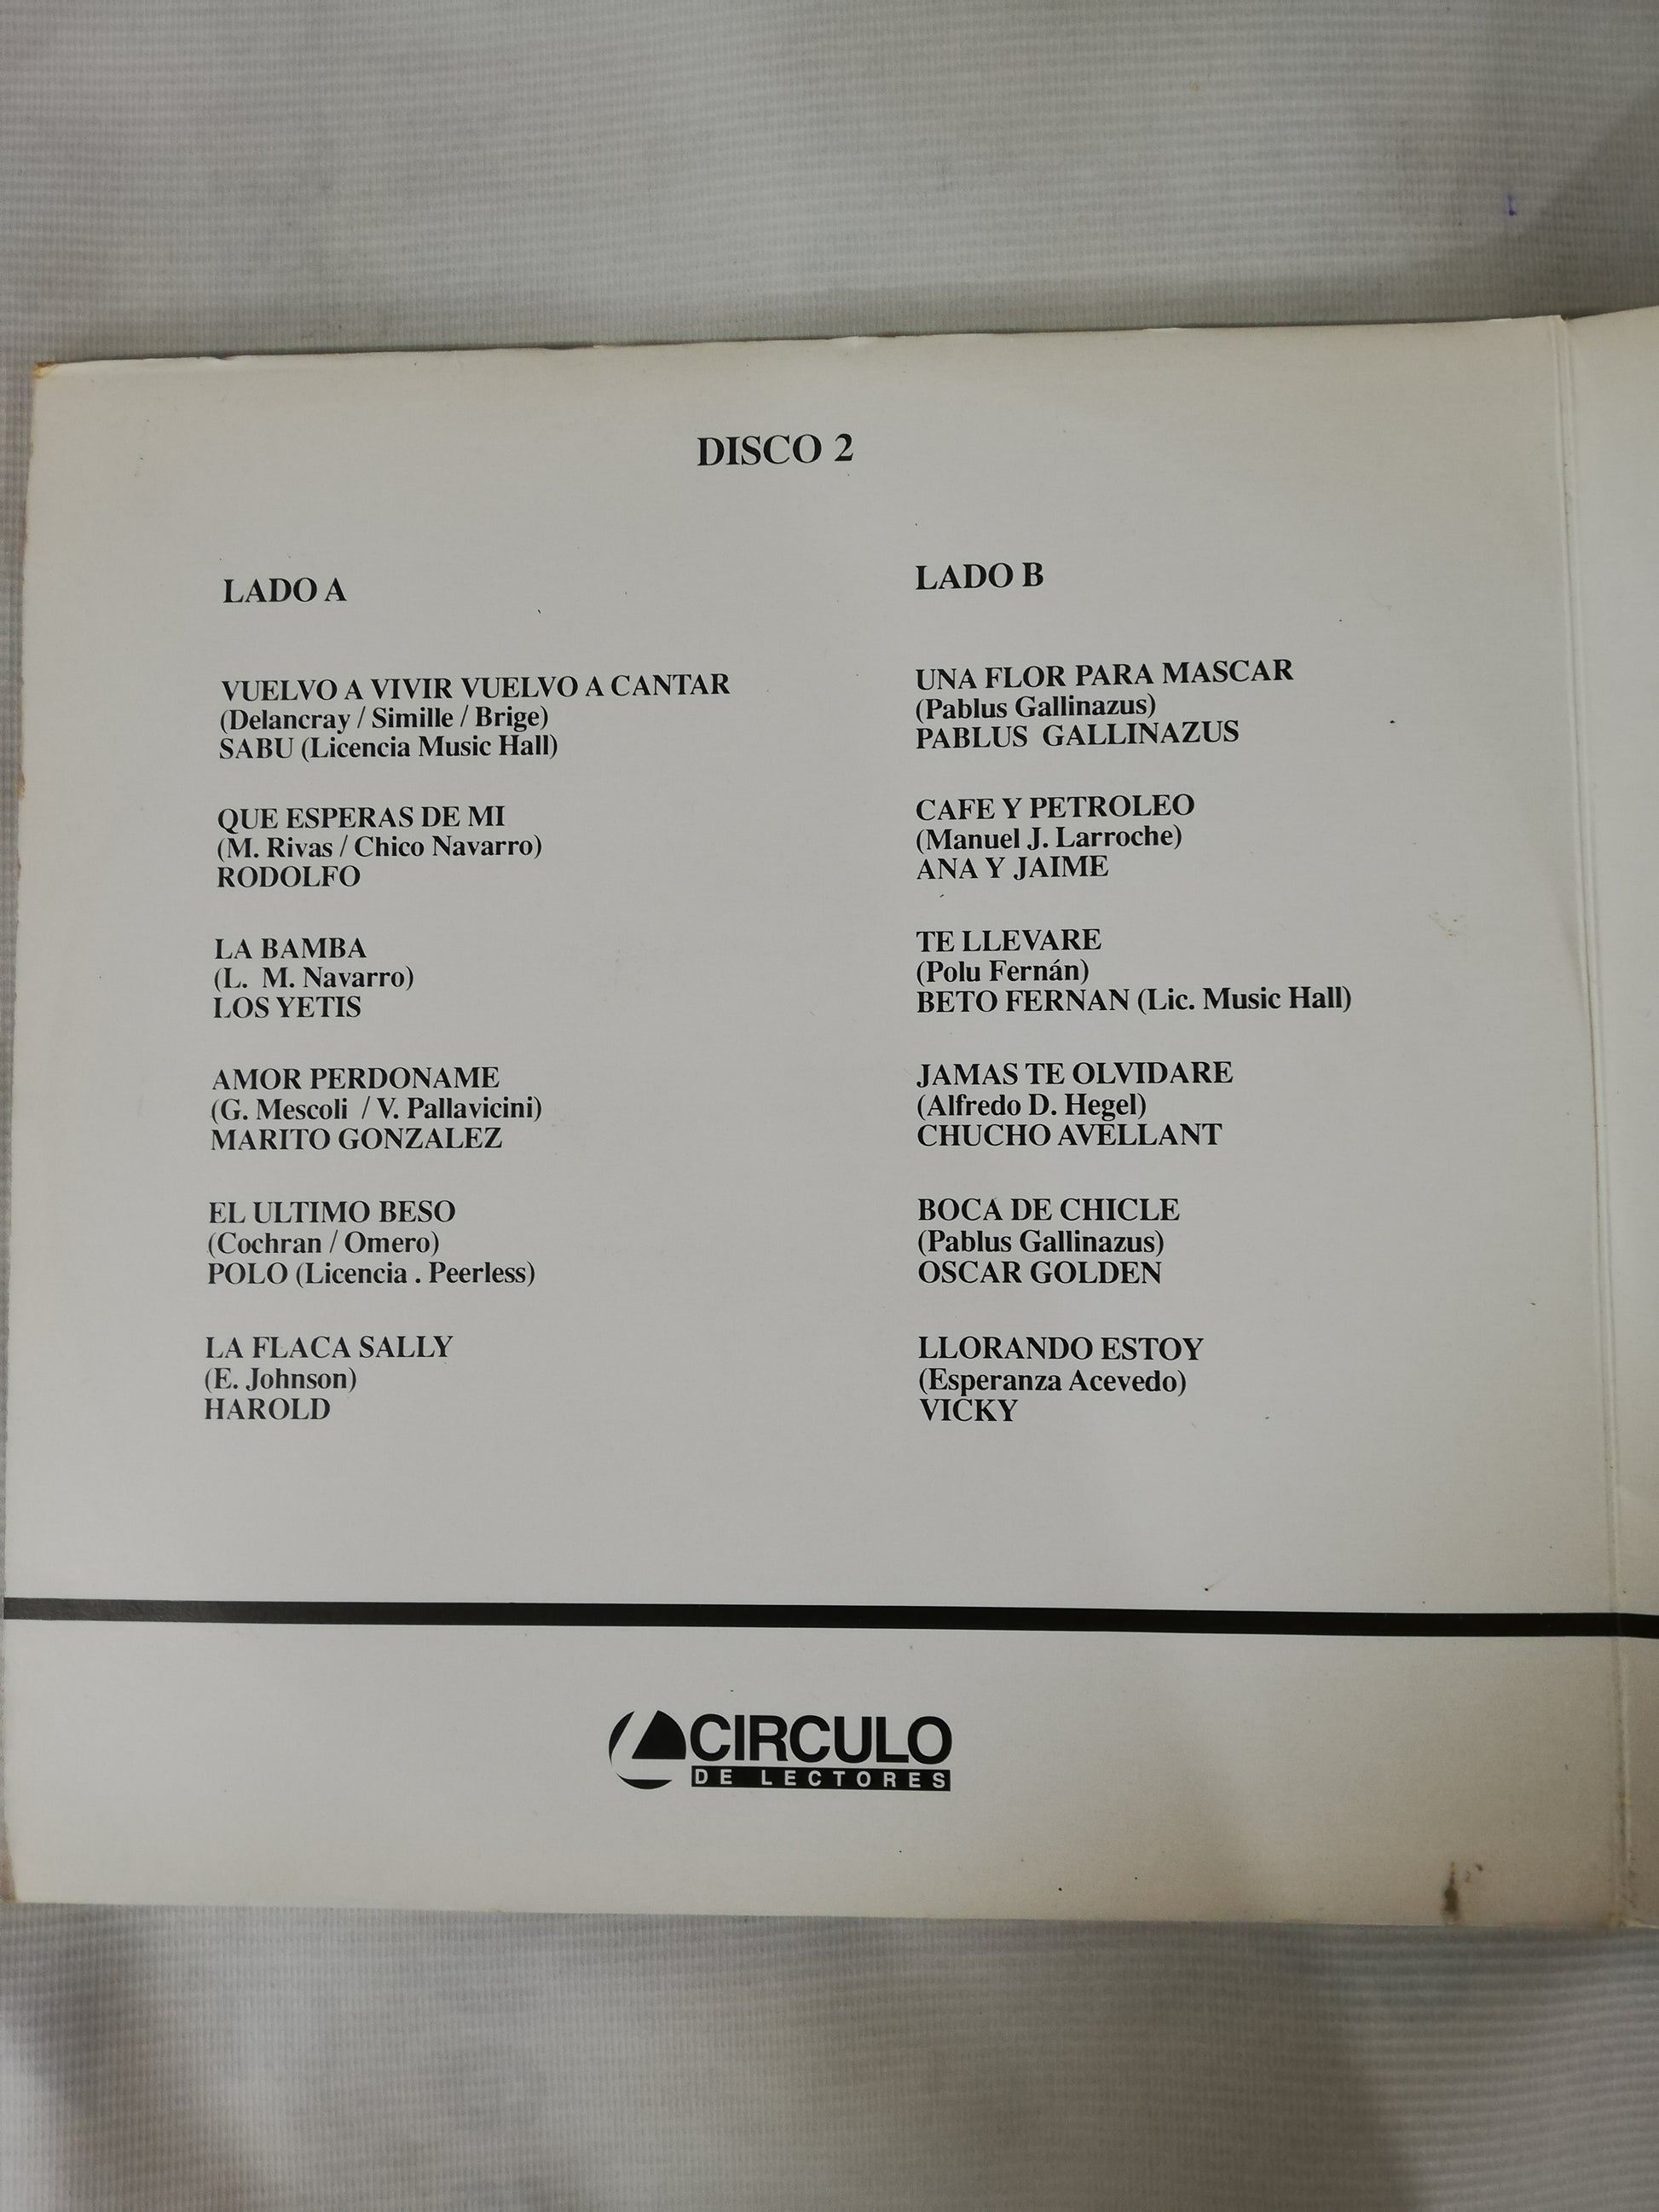 DISCO 2
LADO A
VUELVO A VIVIR VUELVO A CANTAR
(Delancray / Simille / Brige)
SABU (Licencia Music Hall)
QUE ESPERAS DE MI
(M. Rivas / Chico Navarro)
RODOLFO
LA BAMBA
(L. M. Navarro)
LOS YETIS
AMOR PERDONAME
(G. Mescoli / V. Pallavicini)
MARITO GONZALEZ
EL ULTIMO BESO
(Cochran / Omero)
POLO (Licencia . Peerless)
LA FLACA SALLY
(E. Johnson)
HAROLD
LADO B
UNA FLOR PARA MASCAR
(Pablus Gallinazus)
PABLUS GALLINAZUS
CAFE Y PETROLEO
(Manuel J. Larroche)
ANA Y JAIME
TE LLEVARE
(Polu Fernán)
BETO FERNAN (Lic. Music Hall)
JAMAS TE OLVIDARE
(Alfredo D. Hegel)
CHUCHO AVELLANT
BOCA DE CHICLE
(Pablus Gallinazus)
OSCAR GOLDEN
LLORANDO ESTOY
(Esperanza Acevedo)
VICKY
CIRCULO
DE LECTORES